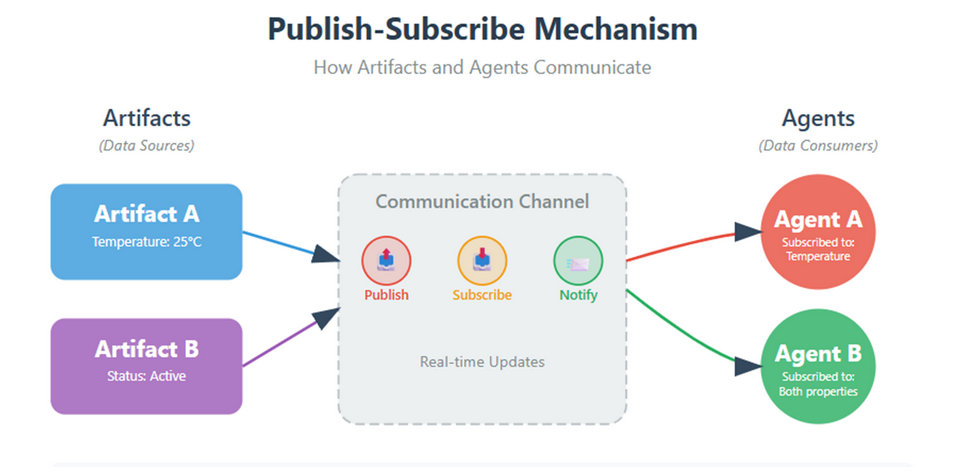 Publish-Subscribe Mechanism
How Artifacts and Agents Communicate
Artifacts
(Data Sources)
Artifact A
Temperature: 25°C
Artifact B
Status: Active
Communication Channel
Publish
Subscribe
Notify
Real-time Updates
Agents
(Data Consumers)
Agent A
Subscribed to:
Temperature
Agent B
Subscribed to:
Both properties